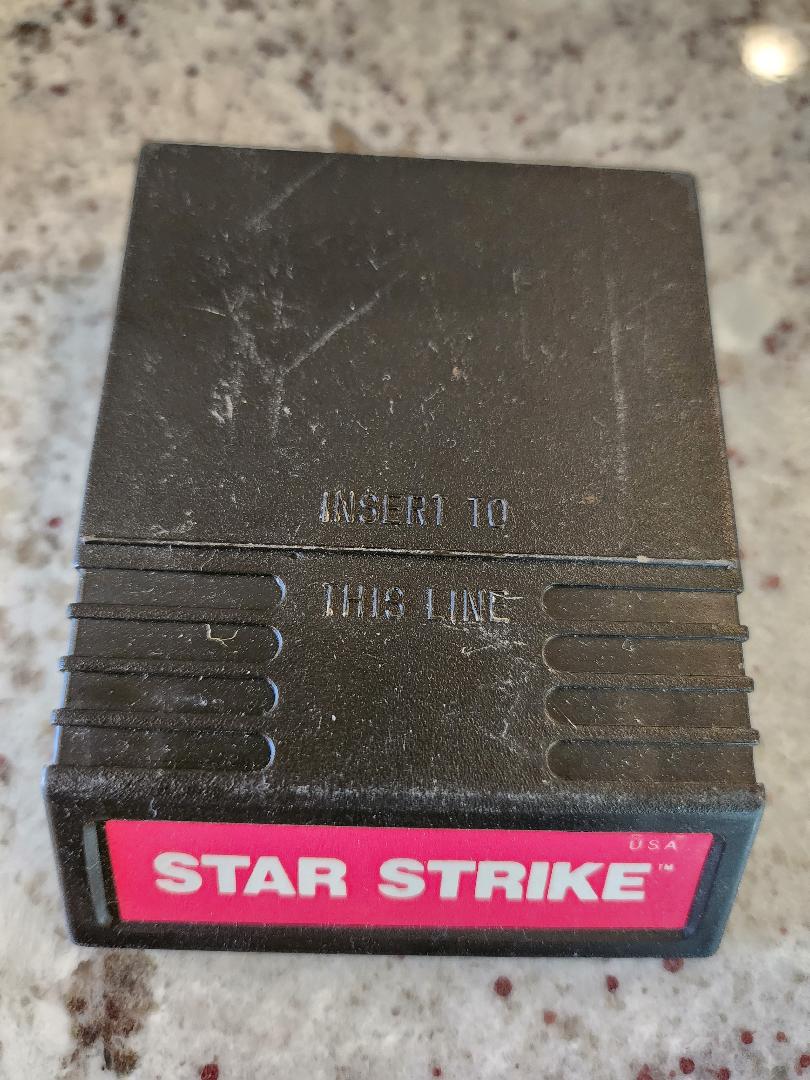 INSERT TO
THIS LINE
USA
STAR STRIKE™